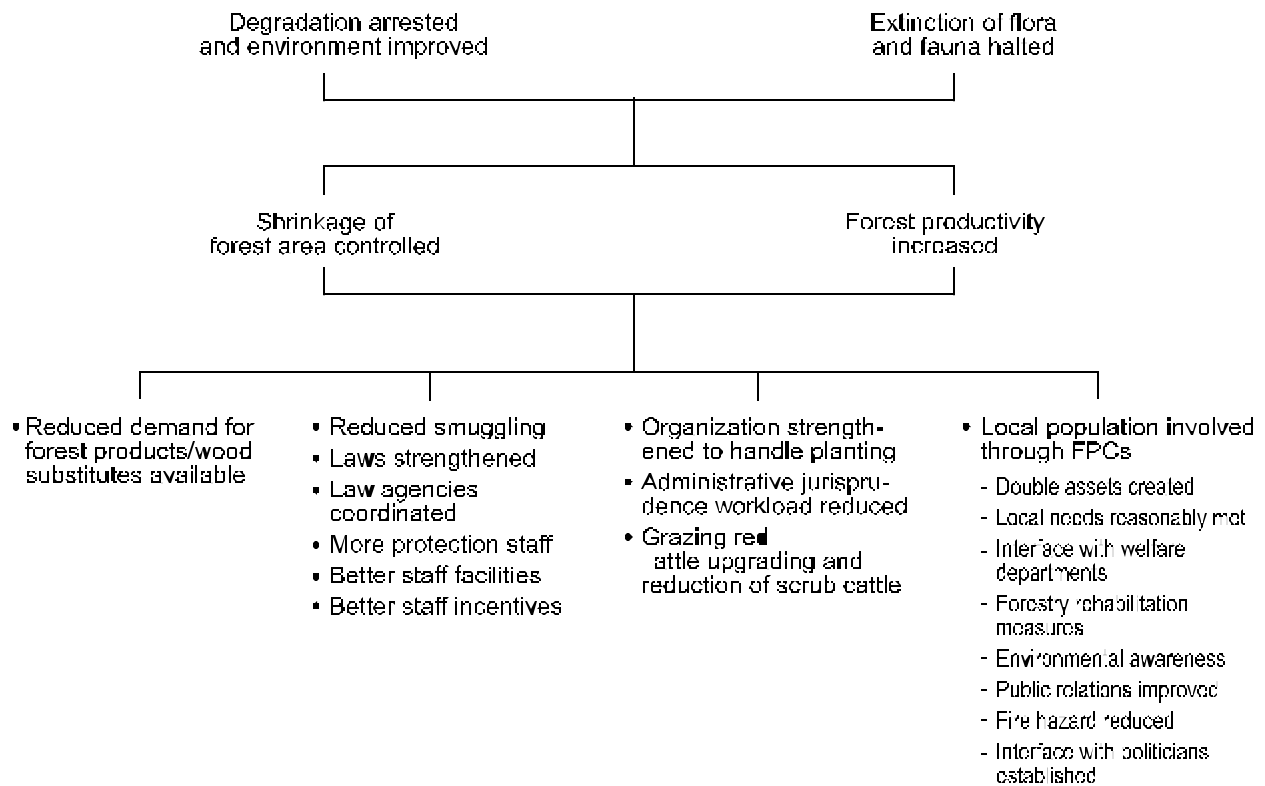 Degradation arrested
and environment improved
Extinction of flora
and fauna halted
Shrinkage of
forest area controlled
Forest productivity
increased
• Reduced demand for
forest products/wood
substitutes available
• Reduced smuggling
• Laws strengthened
• Law agencies
coordinated
• More protection staff
• Better staff facilities
• Better staff incentives
• Organization strength-
ened to handle planting
• Administrative jurispru-
dence workload reduced
• Grazing red
attle upgrading and
reduction of scrub cattle
• Local population involved
through FPCs
- Double assets created
- Local needs reasonably met
- Interface with welfare
departments
- Forestry rehabilitation
measures
- Environmental awareness
- Public relations improved
- Fire hazard reduced
- Interface with politicians
established